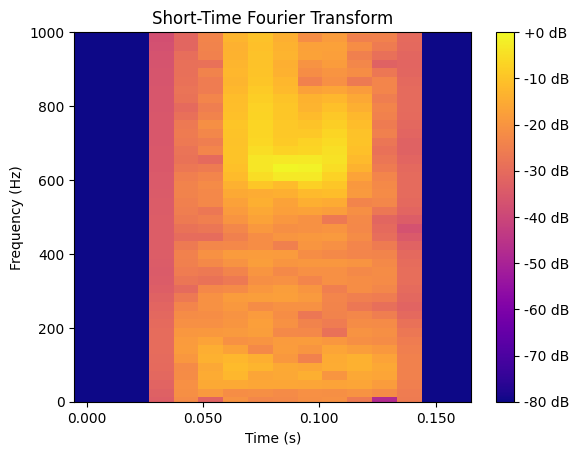 Short-Time Fourier Transform
1000
800
600
400
200
0
Frequency (Hz)
0.000
0.050
0.100
0.150
Time (s)
+0 dB
-10 dB
-20 dB
-30 dB
-40 dB
-50 dB
-60 dB
-70 dB
-80 dB